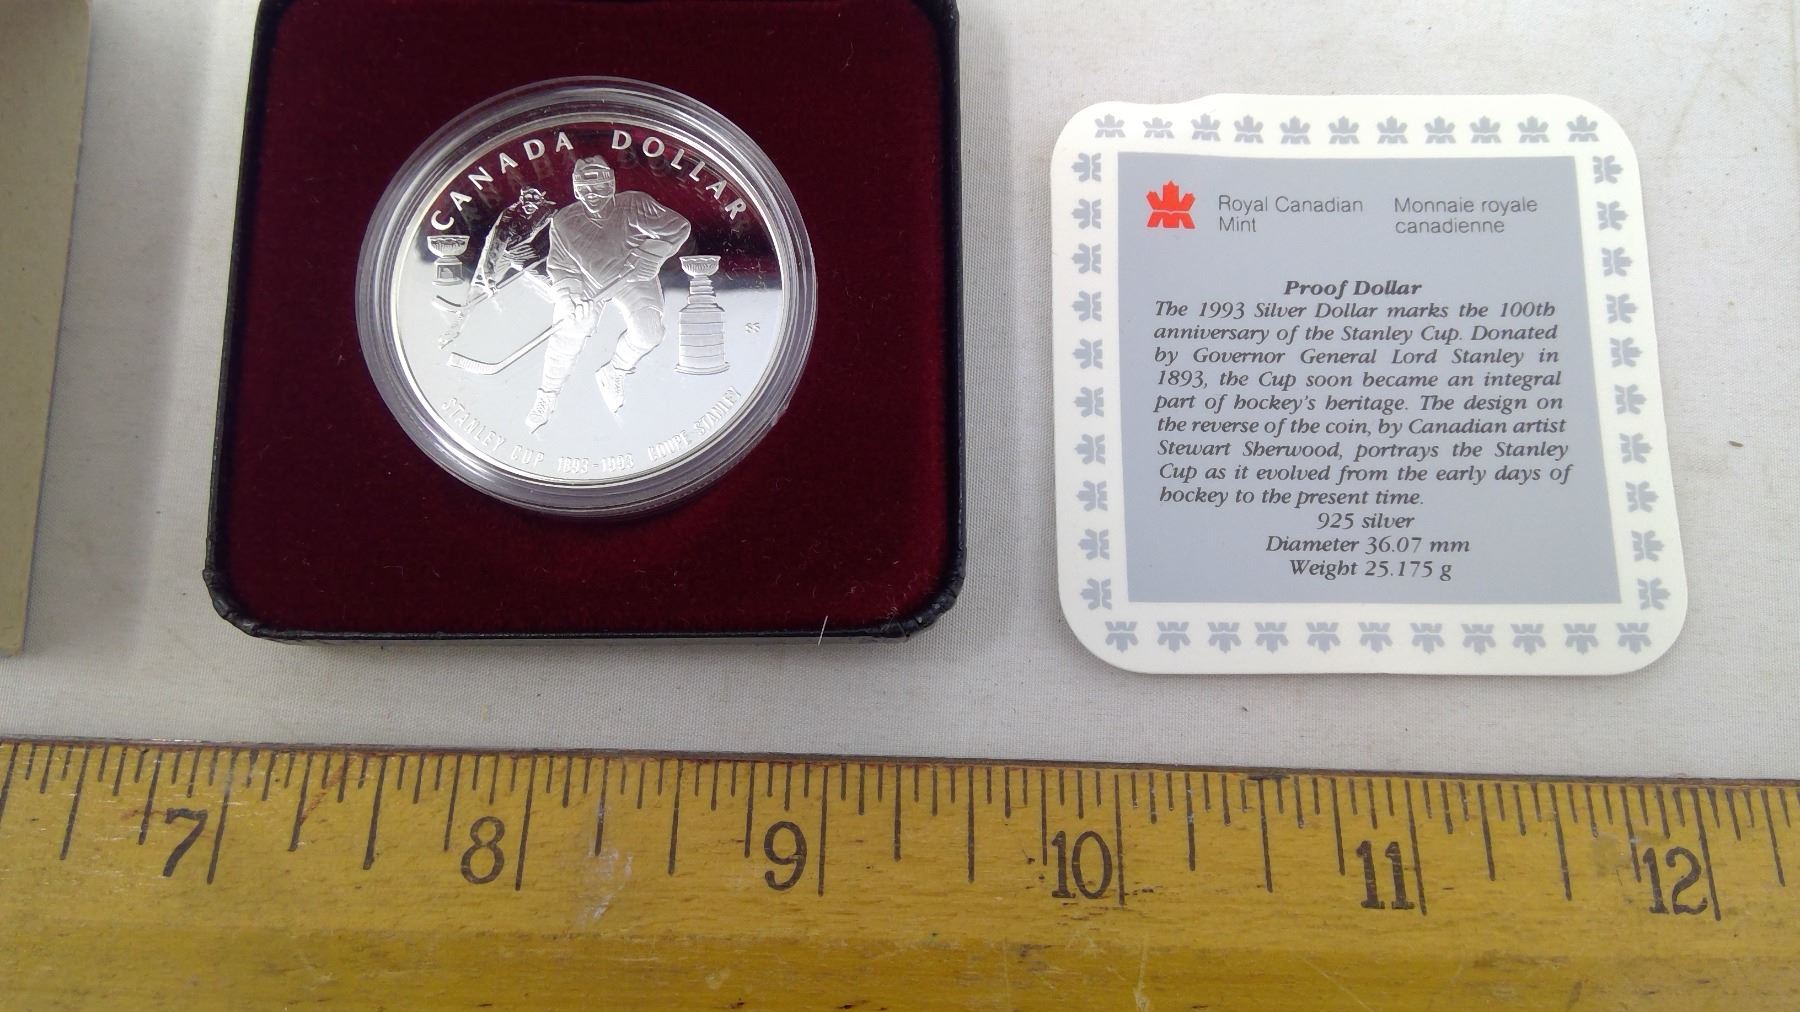 CANADA DOLLAR
SS
STANLEY CUP 1893-1993 COUPE STANLEY
Royal Canadian
Mint
Monnaie royale
canadienne
Proof Dollar
The 1993 Silver Dollar marks the 100th
anniversary of the Stanley Cup. Donated
by Governor General Lord Stanley in
1893, the Cup soon became an integral
part of hockey's heritage. The design on
the reverse of the coin, by Canadian artist
Stewart Sherwood, portrays the Stanley
Cup as it evolved from the early days of
hockey to the present time.
925 silver
Diameter 36.07 mm
Weight 25.175 g
7 8 9 10 11 12